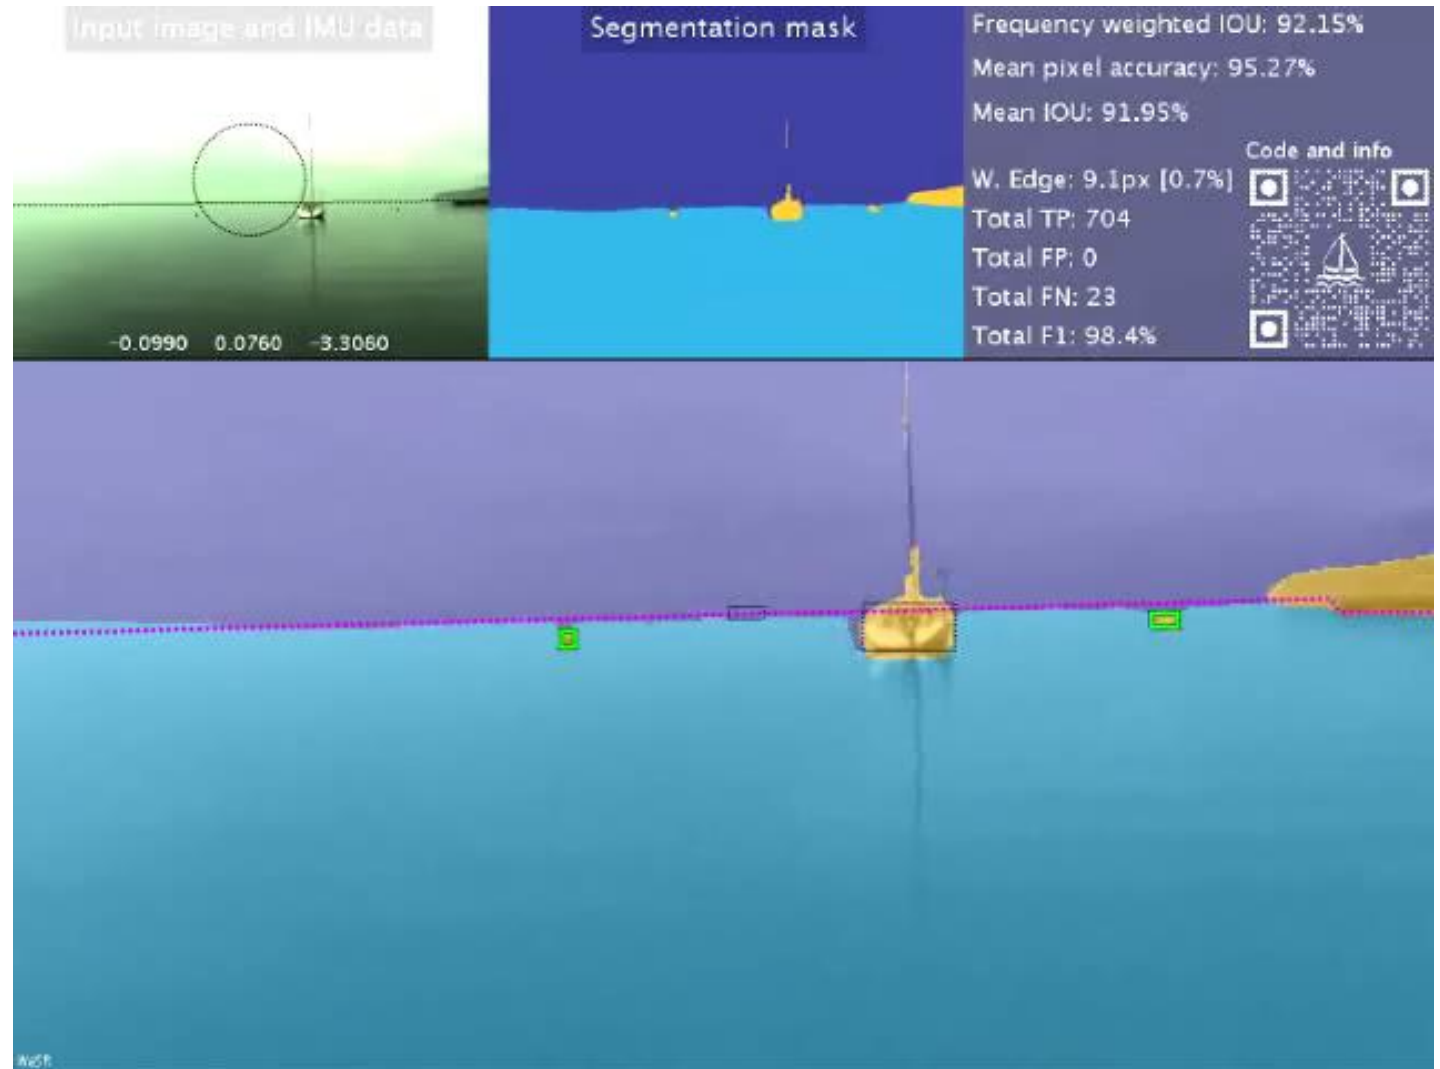 Input image and IMU data
Segmentation mask
Frequency weighted IOU: 92.15%
Mean pixel accuracy: 95.27%
Mean IOU: 91.95%
Code and info
W. Edge: 9.1px [0.7%]
Total TP: 704
Total FP: 0
Total FN: 23
Total F1: 98.4%
-0.0990 0.0760 -3.3060
WaSR